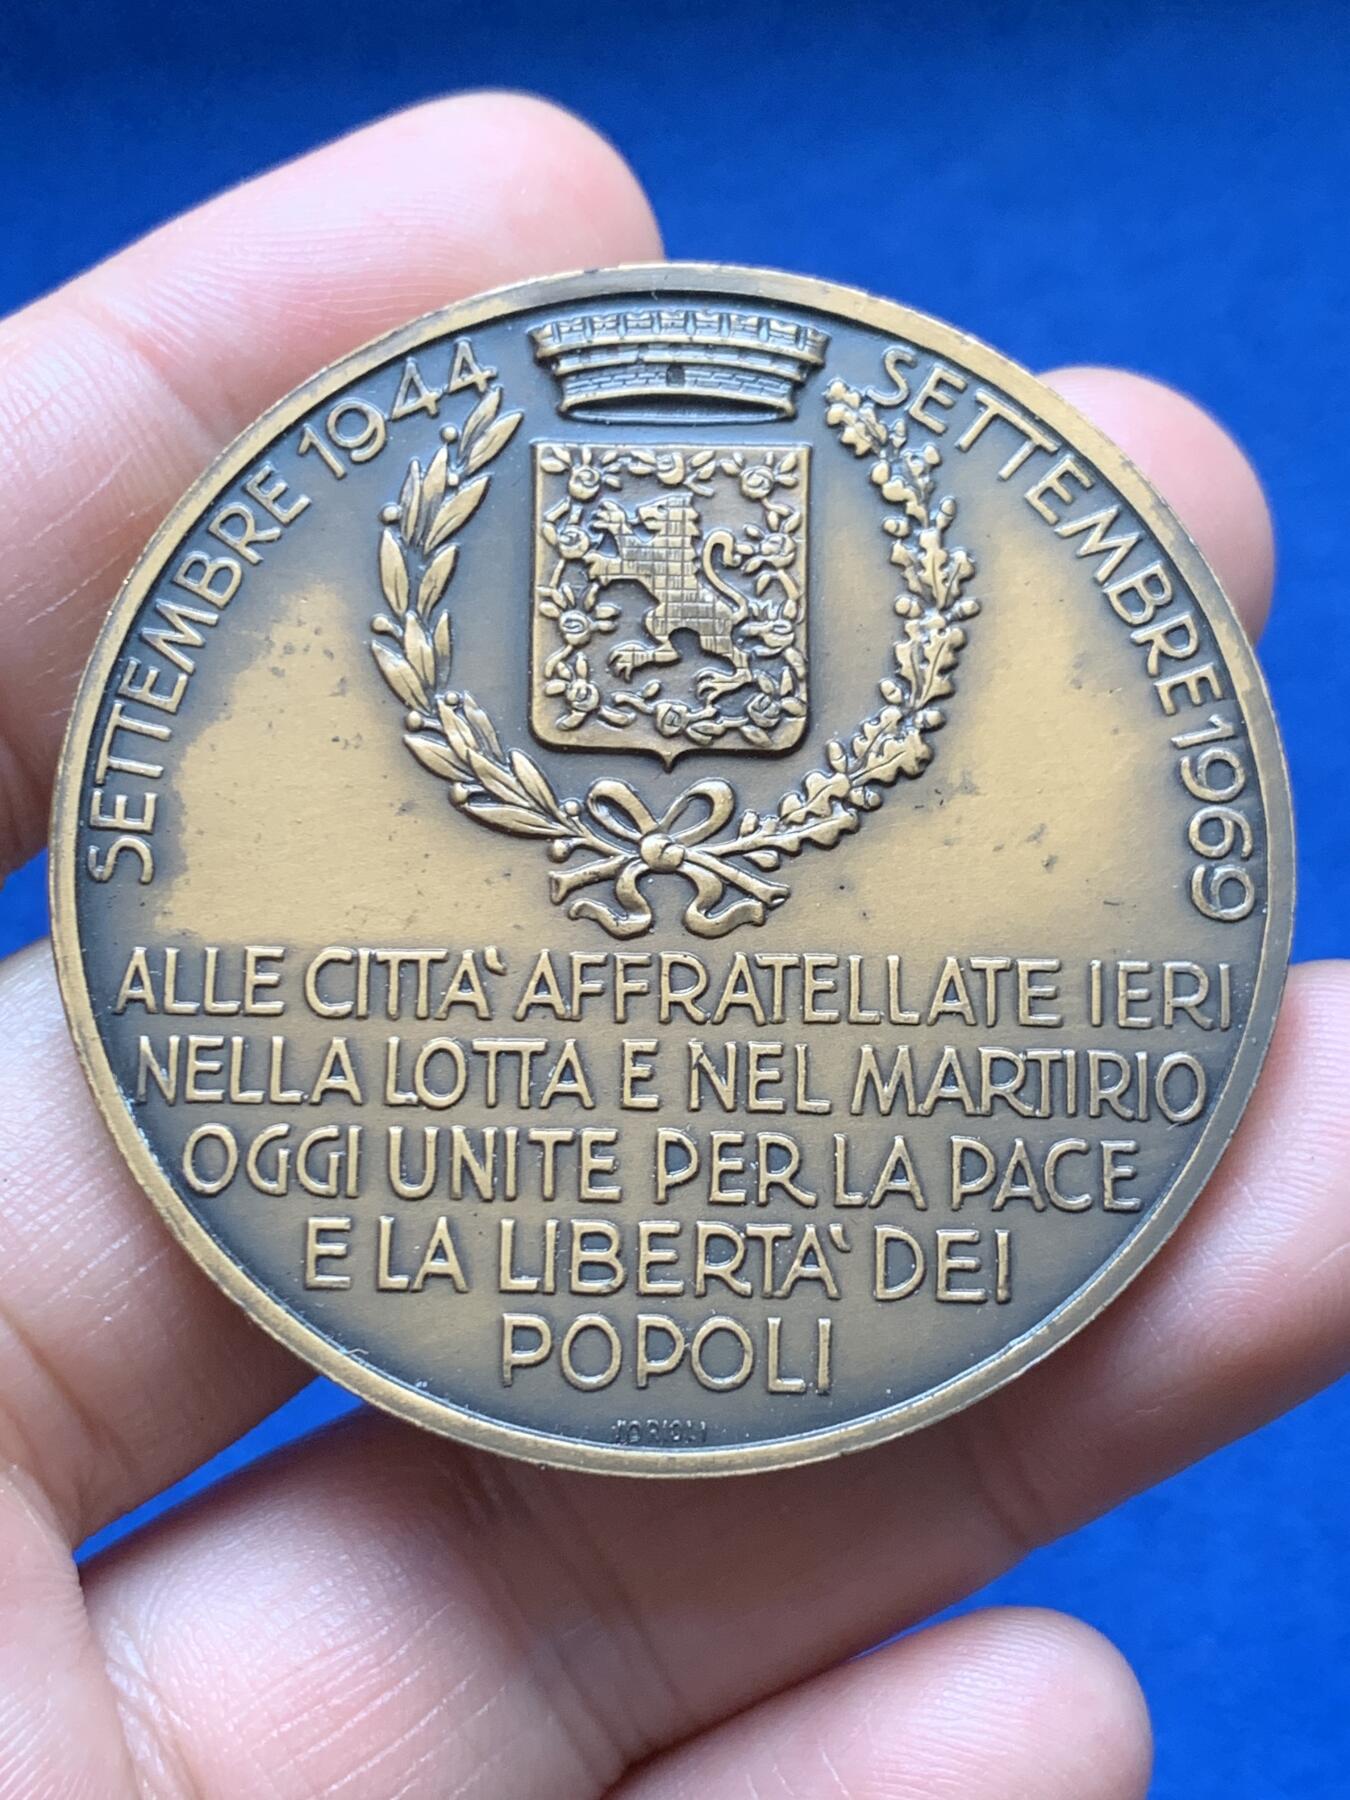 SETTEMBRE 1944
SETTEMBRE 1969
ALLE CITTA' AFFRATELLATE IERI
NELLA LOTTA E NEL MARTIRIO
OGGI UNITE PER LA PACE
E LA LIBERTA' DEI
POPOLI